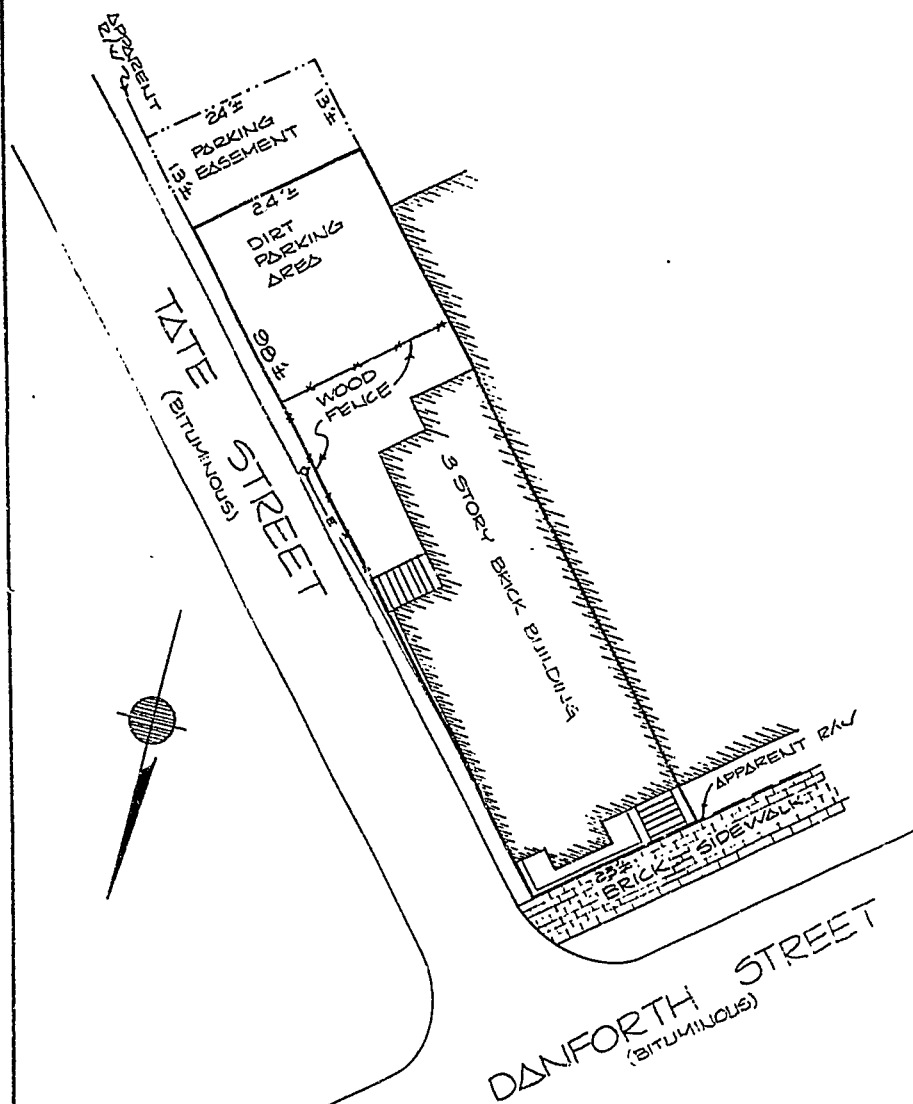 APPARENT
R/W
24'±
13'±
PARKING
EASEMENT
13'±
24'±
DIRT
PARKING
AREA
98'±
WOOD
FENCE
TATE STREET
(BITUMINOUS)
E
3 STORY BRICK BUILDING
APPARENT R/W
25'±
BRICK SIDEWALK
DANFORTH STREET
(BITUMINOUS)